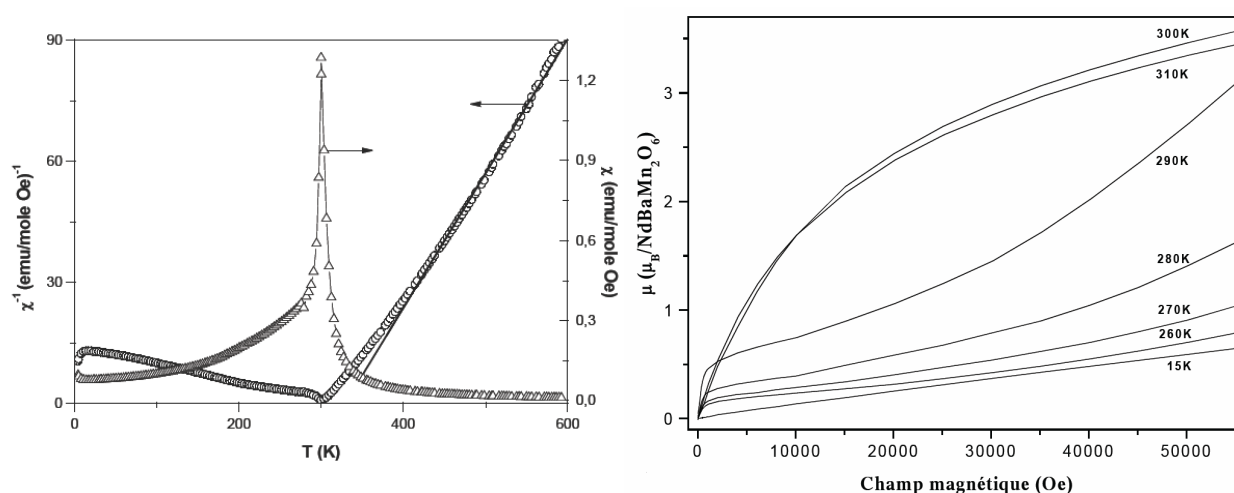 90
60
30
0
χ⁻¹ (emu/mole Oe)⁻¹
1,2
0,9
0,6
0,3
0,0
χ (emu/mole Oe)
0
200
400
600
T (K)
3
2
1
0
μ (μ_B/NdBaMn₂O₆)
300K
310K
290K
280K
270K
260K
15K
0
10000
20000
30000
40000
50000
Champ magnétique (Oe)